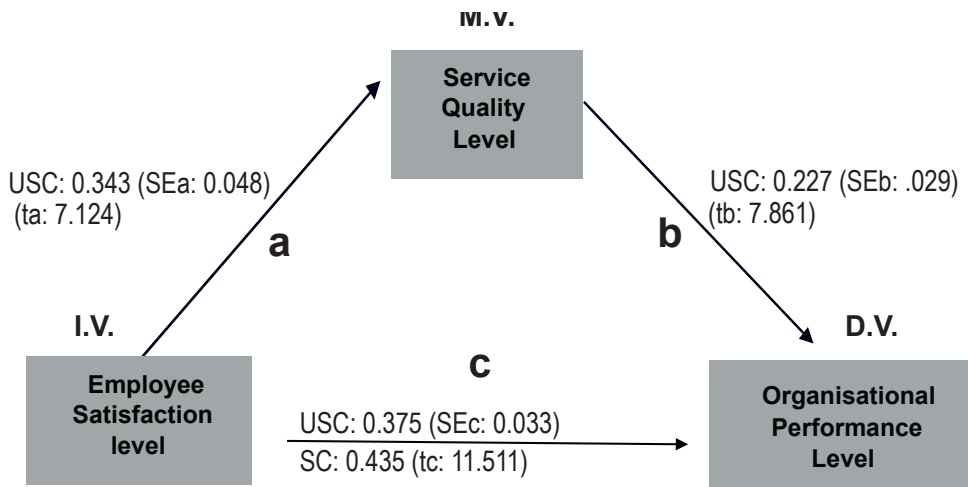 M.V.
Service
Quality
Level
USC: 0.343 (SEa: 0.048)
(ta: 7.124)
a
USC: 0.227 (SEb: .029)
(tb: 7.861)
b
I.V.
Employee
Satisfaction
level
c
USC: 0.375 (SEc: 0.033)
SC: 0.435 (tc: 11.511)
D.V.
Organisational
Performance
Level